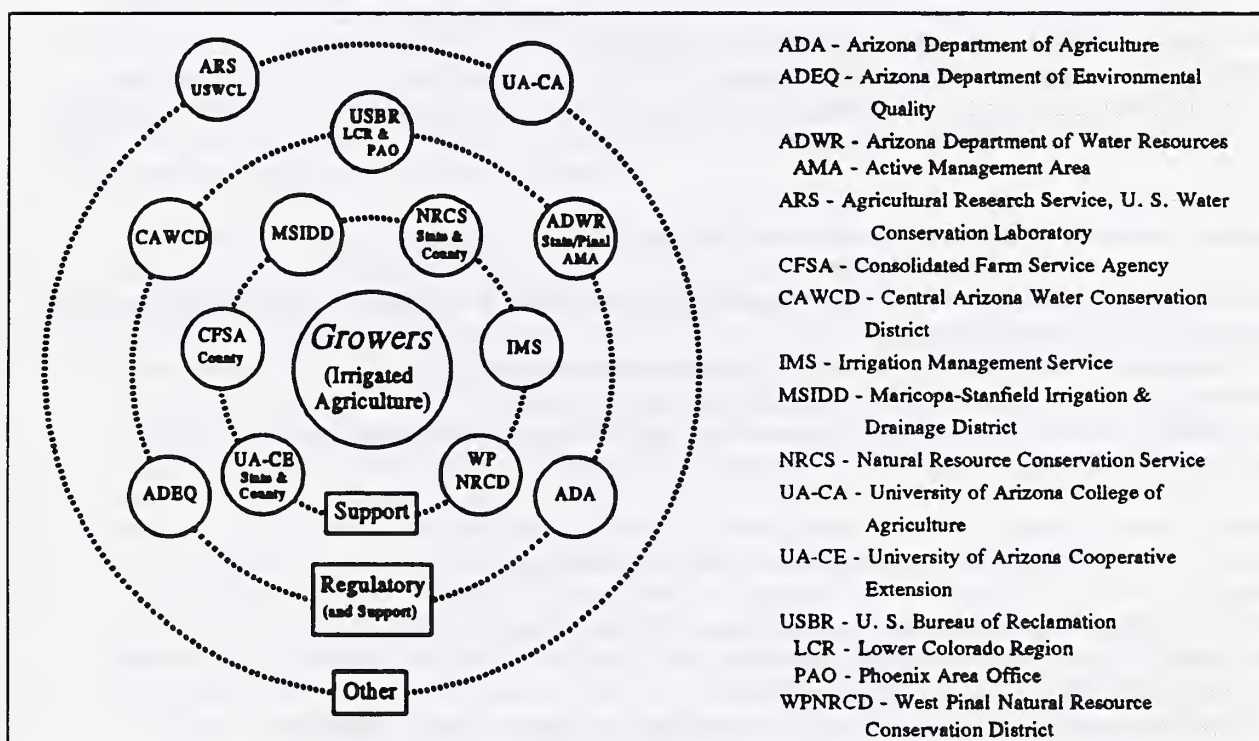 ARS
USWCL
UA-CA
USBR
LCR &
PAO
CAWCD
MSIDD
NRCS
State &
County
ADWR
State/Pinal
AMA
CFSA
County
Growers
(Irrigated
Agriculture)
IMS
UA-CE
State &
County
WP
NRCD
ADEQ
ADA
Support
Regulatory
(and Support)
Other
ADA - Arizona Department of Agriculture
ADEQ - Arizona Department of Environmental
Quality
ADWR - Arizona Department of Water Resources
AMA - Active Management Area
ARS - Agricultural Research Service, U. S. Water
Conservation Laboratory
CFSA - Consolidated Farm Service Agency
CAWCD - Central Arizona Water Conservation
District
IMS - Irrigation Management Service
MSIDD - Maricopa-Stanfield Irrigation &
Drainage District
NRCS - Natural Resource Conservation Service
UA-CA - University of Arizona College of
Agriculture
UA-CE - University of Arizona Cooperative
Extension
USBR - U. S. Bureau of Reclamation
LCR - Lower Colorado Region
PAO - Phoenix Area Office
WPNRCD - West Pinal Natural Resource
Conservation District